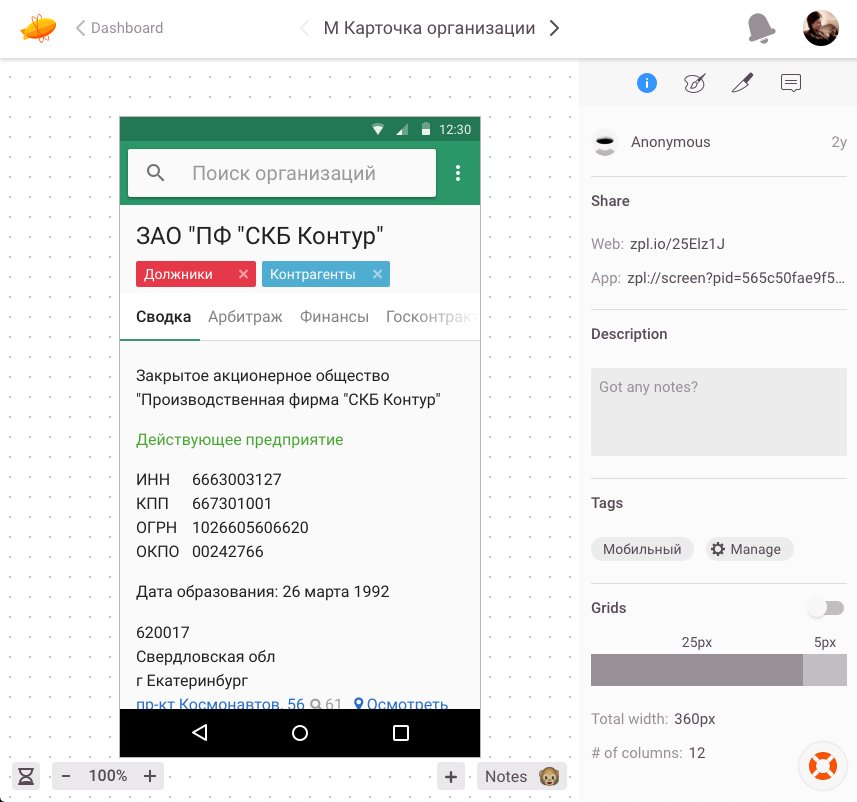 Dashboard
М Карточка организации
12:30
Поиск организаций
ЗАО "ПФ "СКБ Контур"
Должники ×
Контрагенты ×
Сводка Арбитраж Финансы Госконтракт
Закрытое акционерное общество
"Производственная фирма "СКБ Контур"
Действующее предприятие
ИНН 6663003127
КПП 667301001
ОГРН 1026605606620
ОКПО 00242766
Дата образования: 26 марта 1992
620017
Свердловская обл
г Екатеринбург
пр-кт Космонавтов, 56 61 Осмотреть
− 100% +
+
Notes
i
Anonymous 2y
Share
Web: zpl.io/25Elz1J
App: zpl://screen?pid=565c50fae9f5…
Description
Got any notes?
Tags
Мобильный
Manage
Grids
25px 5px
Total width: 360px
# of columns: 12